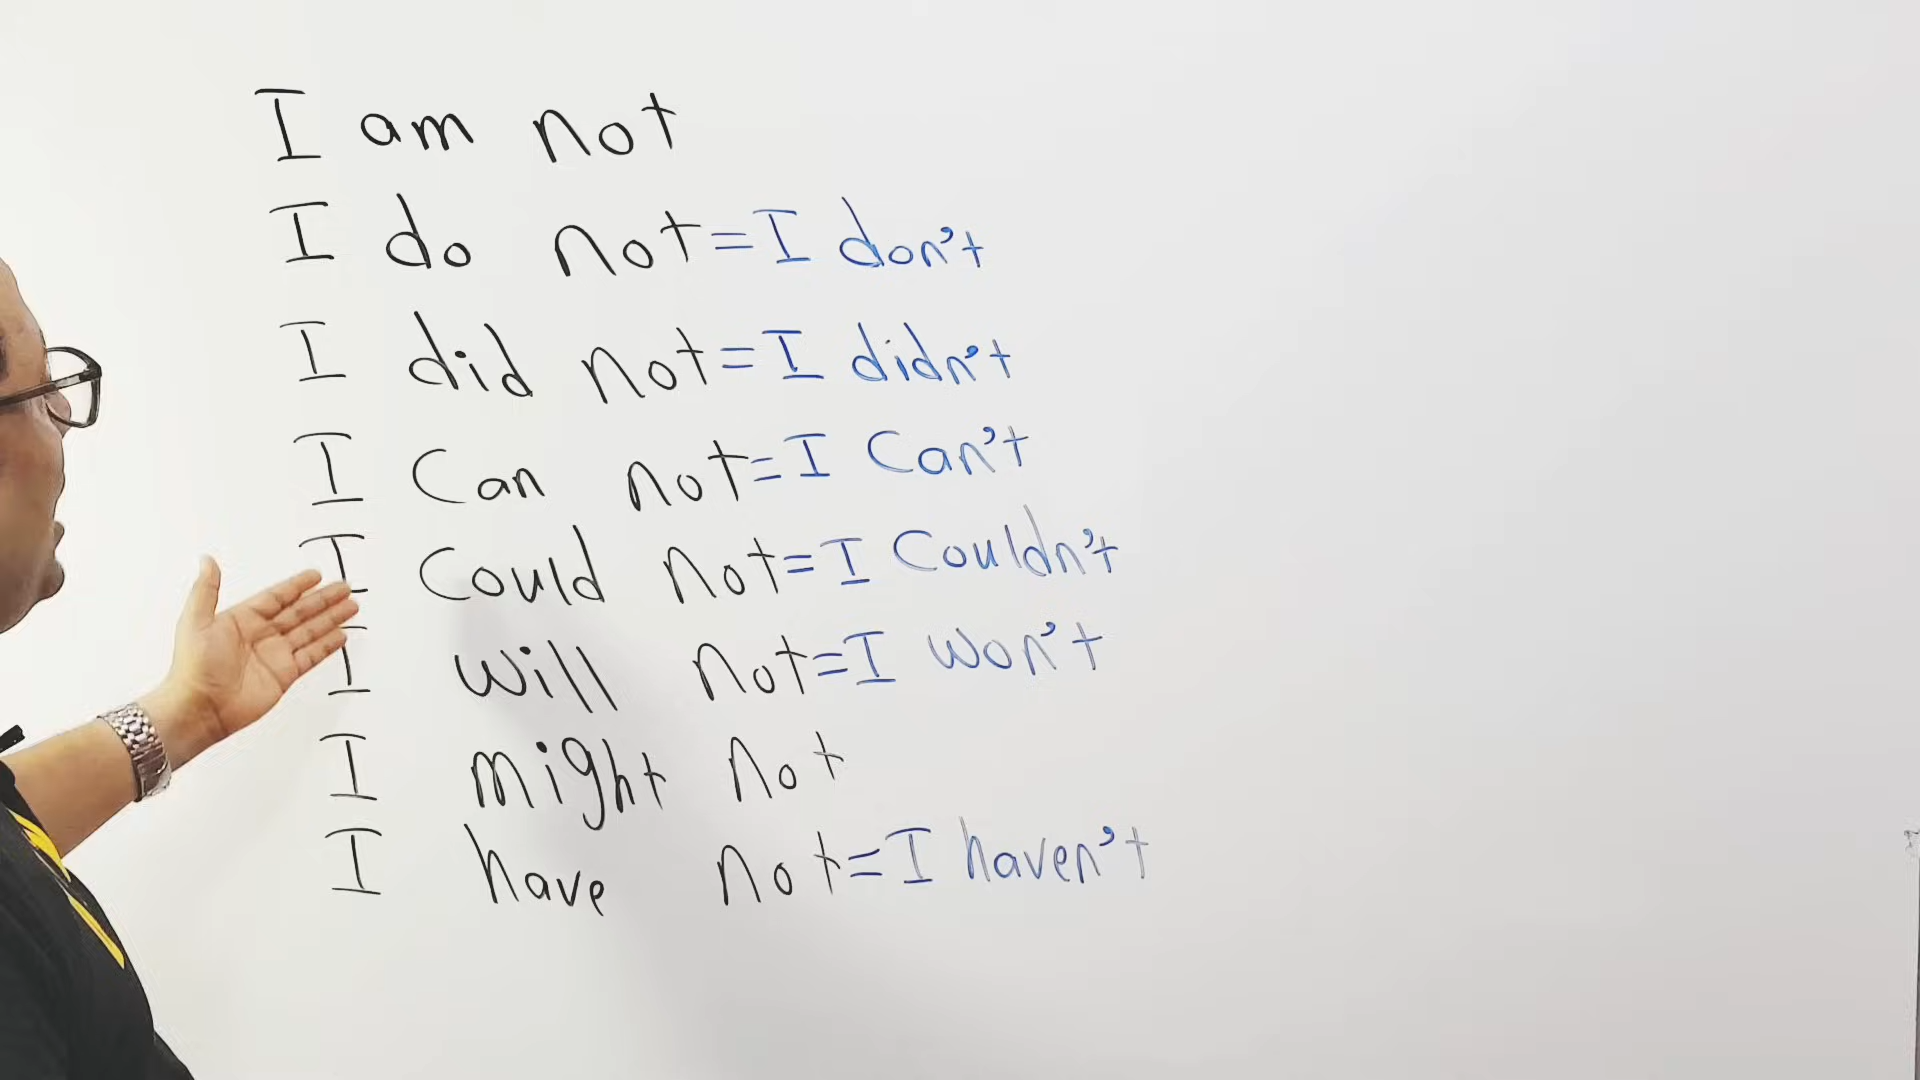 I am not
I do not = I don't
I did not = I didn't
I Can not = I Can't
I Could not = I Couldn't
I will not = I won't
I might not
I have not = I haven't